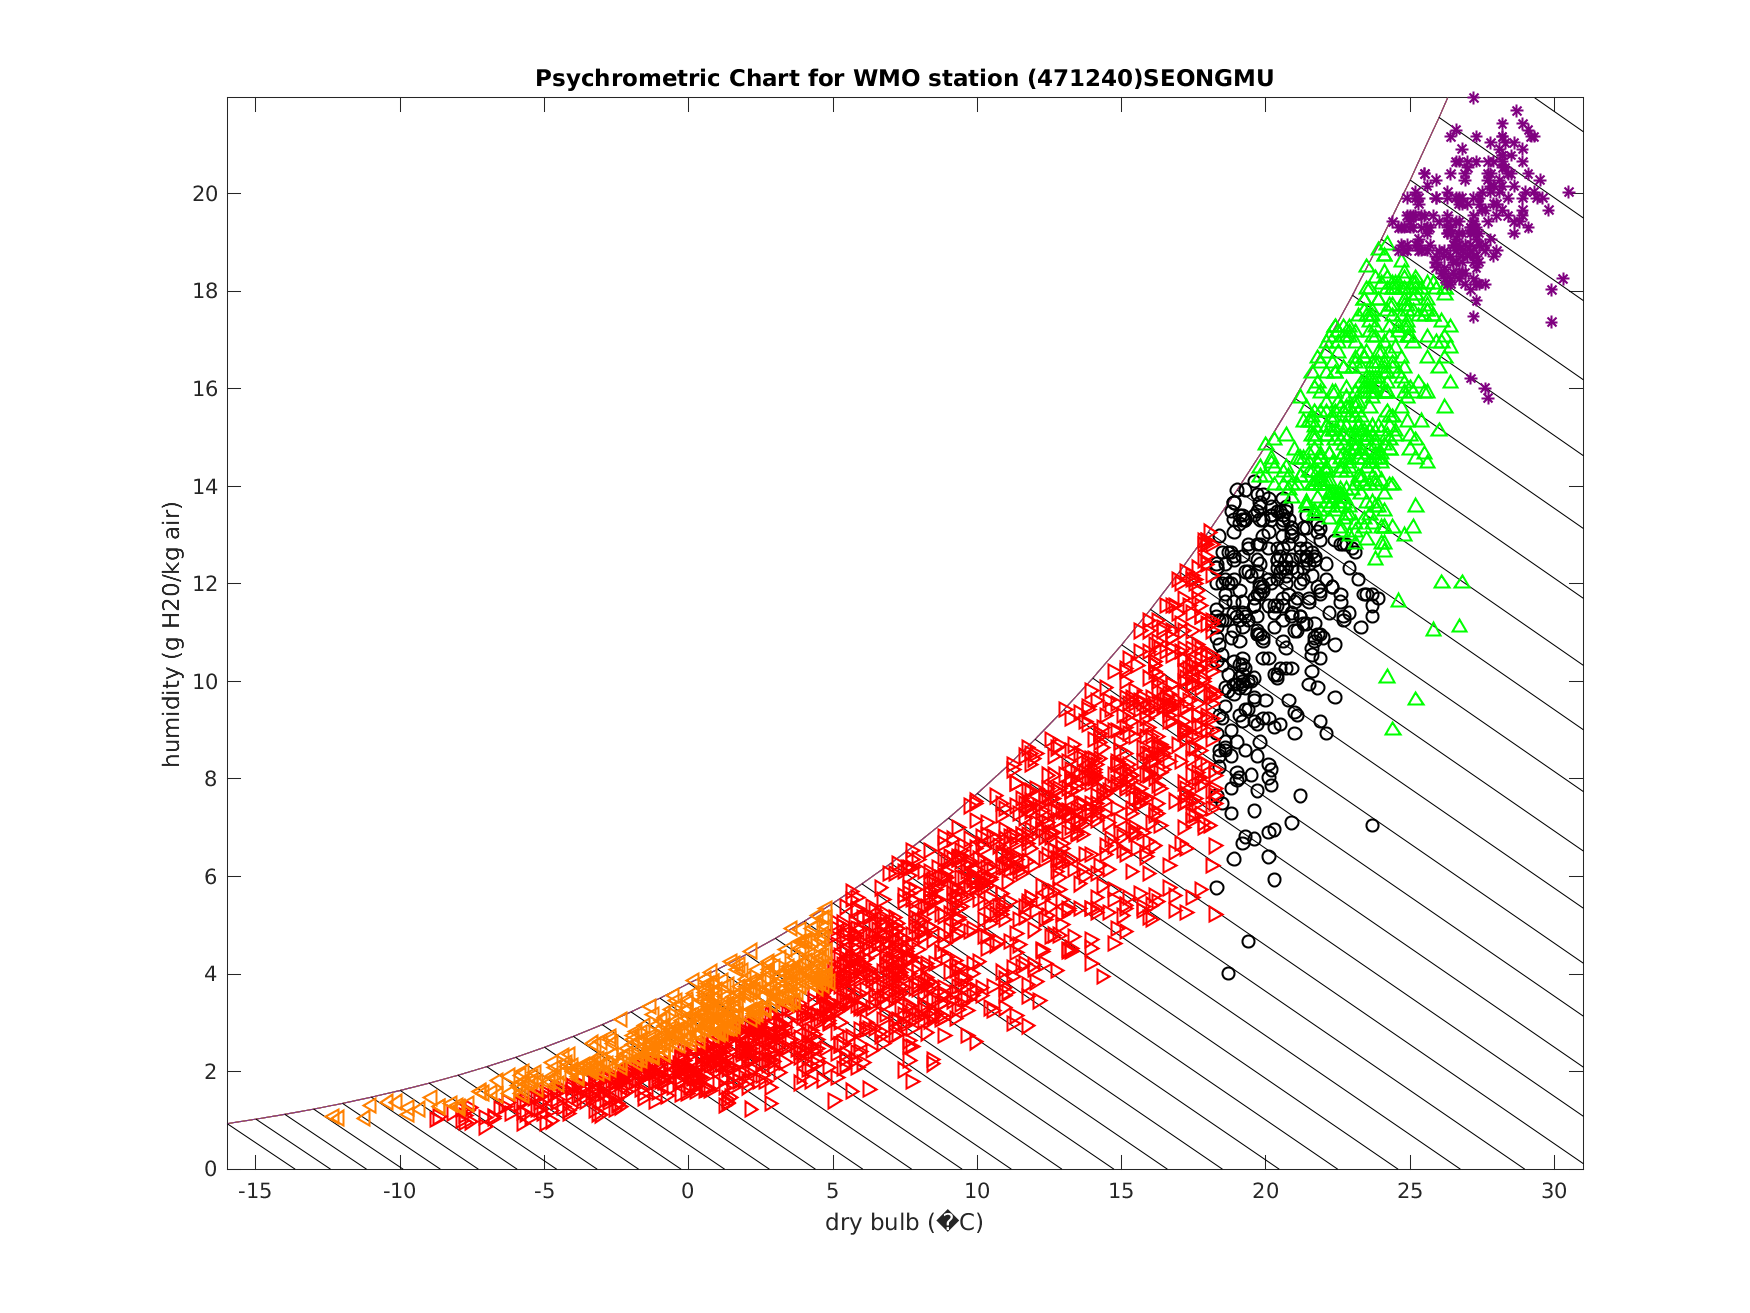 Psychrometric Chart for WMO station (471240)SEONGMU
humidity (g H20/kg air)
20
18
16
14
12
10
8
6
4
2
0
-15 -10 -5 0 5 10 15 20 25 30
dry bulb (�C)